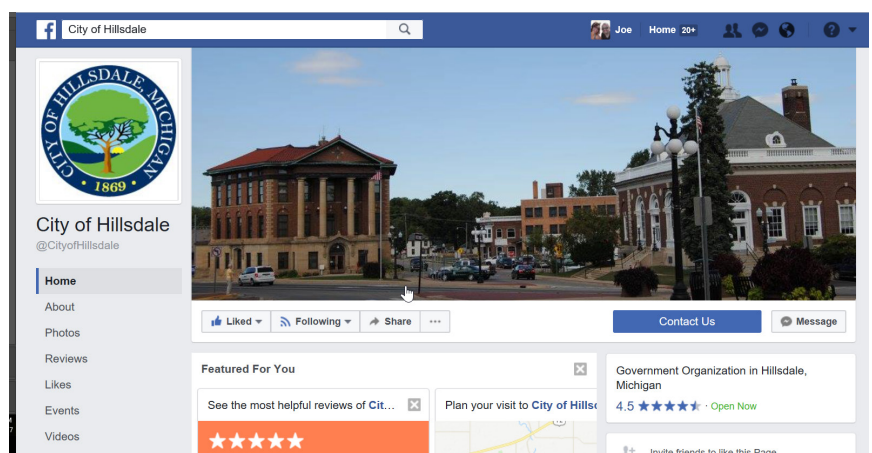 City of Hillsdale
Joe
Home 20+
CITY OF HILLSDALE, MICHIGAN
1869
City of Hillsdale
@CityofHillsdale
Home
About
Photos
Reviews
Likes
Events
Videos
Liked
Following
Share
Contact Us
Message
Featured For You
See the most helpful reviews of Cit...
Plan your visit to City of Hills
Government Organization in Hillsdale,
Michigan
4.5 ★★★★★ · Open Now
Invite friends to like this Page